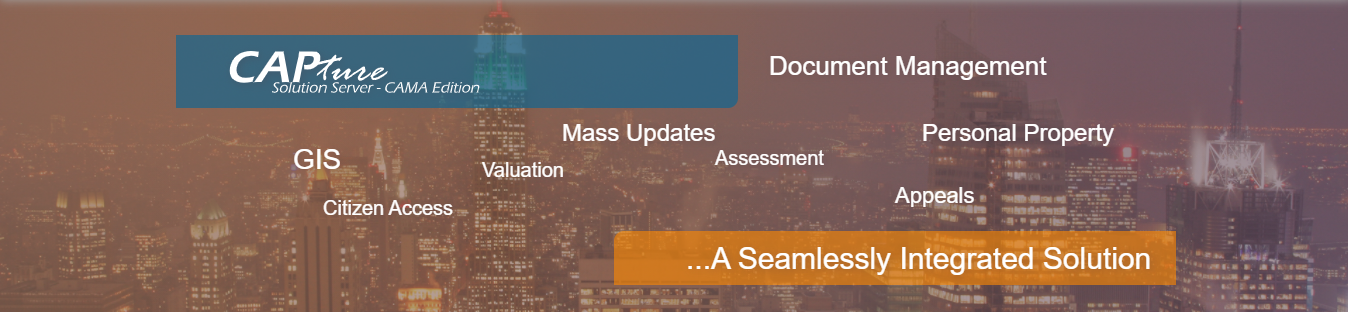 CAPture
Solution Server - CAMA Edition
Document Management
Mass Updates
Personal Property
GIS
Valuation
Assessment
Citizen Access
Appeals
...A Seamlessly Integrated Solution